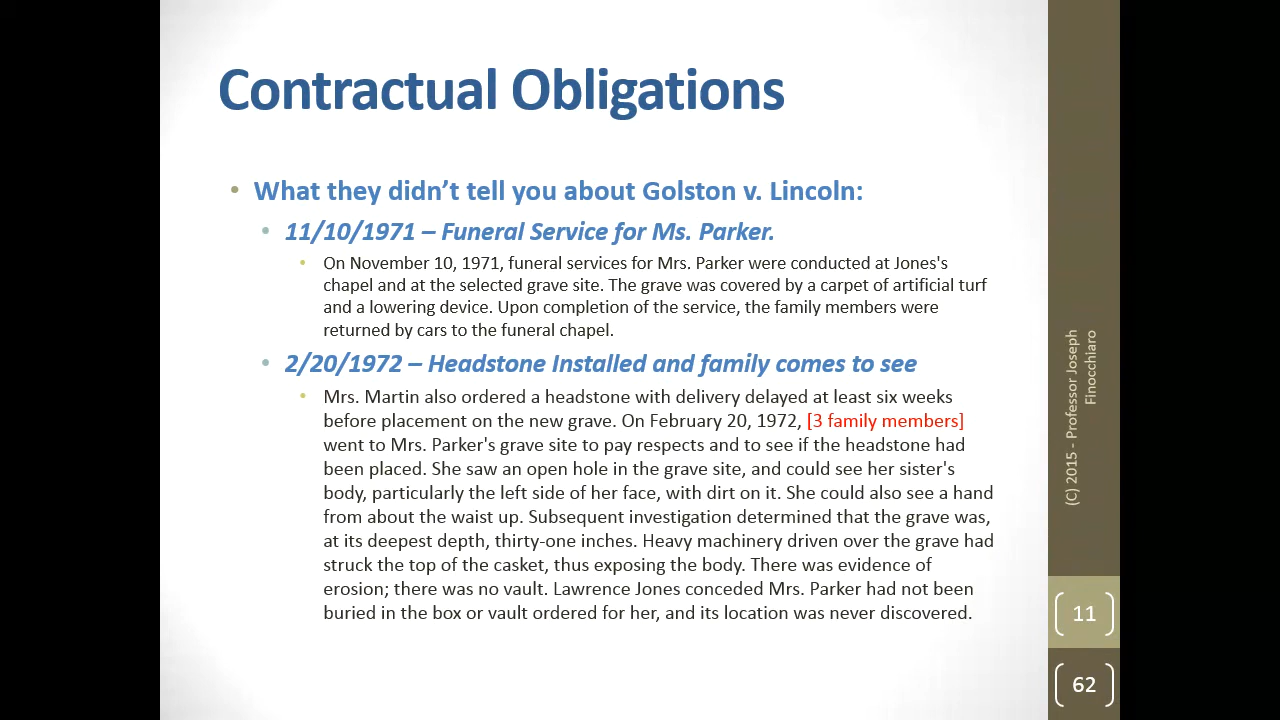 Contractual Obligations
• What they didn’t tell you about Golston v. Lincoln:
• 11/10/1971 – Funeral Service for Ms. Parker.
• On November 10, 1971, funeral services for Mrs. Parker were conducted at Jones's
chapel and at the selected grave site. The grave was covered by a carpet of artificial turf
and a lowering device. Upon completion of the service, the family members were
returned by cars to the funeral chapel.
• 2/20/1972 – Headstone Installed and family comes to see
• Mrs. Martin also ordered a headstone with delivery delayed at least six weeks
before placement on the new grave. On February 20, 1972, [3 family members]
went to Mrs. Parker's grave site to pay respects and to see if the headstone had
been placed. She saw an open hole in the grave site, and could see her sister's
body, particularly the left side of her face, with dirt on it. She could also see a hand
from about the waist up. Subsequent investigation determined that the grave was,
at its deepest depth, thirty-one inches. Heavy machinery driven over the grave had
struck the top of the casket, thus exposing the body. There was evidence of
erosion; there was no vault. Lawrence Jones conceded Mrs. Parker had not been
buried in the box or vault ordered for her, and its location was never discovered.
(C) 2015 - Professor Joseph
Finocchiaro
11
62